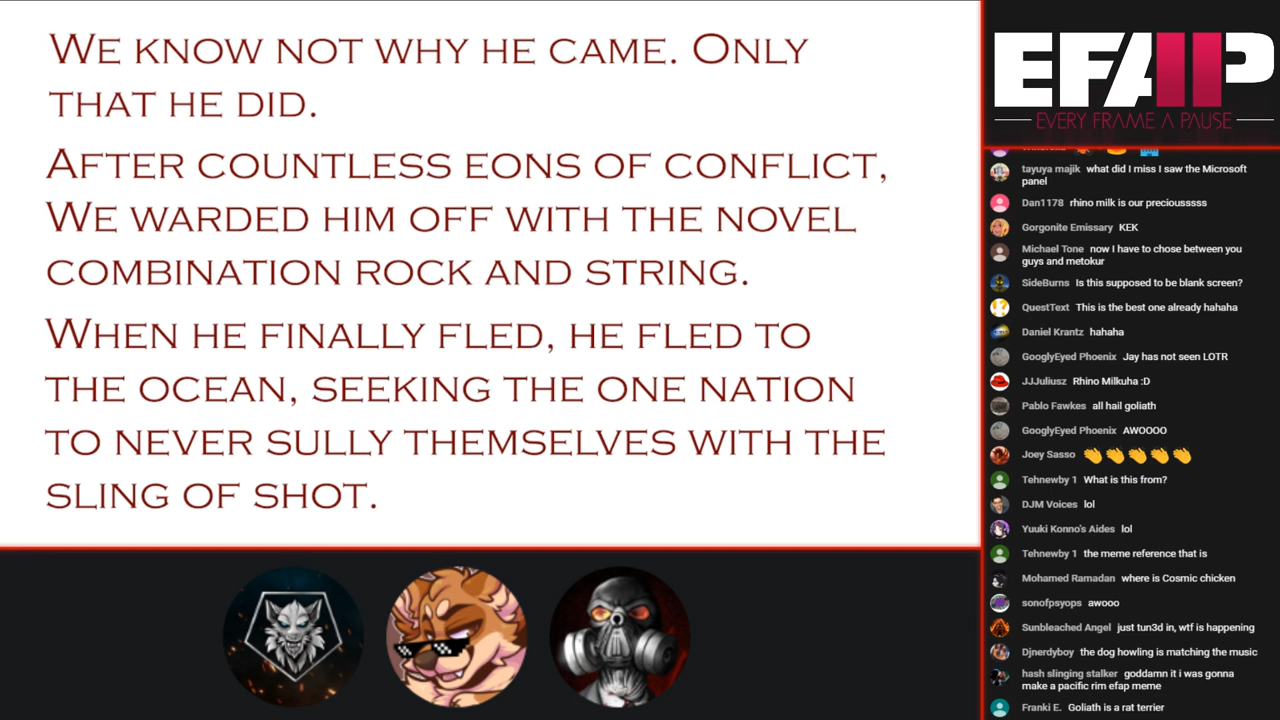 WE KNOW NOT WHY HE CAME. ONLY
THAT HE DID.
AFTER COUNTLESS EONS OF CONFLICT,
WE WARDED HIM OFF WITH THE NOVEL
COMBINATION ROCK AND STRING.
WHEN HE FINALLY FLED, HE FLED TO
THE OCEAN, SEEKING THE ONE NATION
TO NEVER SULLY THEMSELVES WITH THE
SLING OF SHOT.
EFAP
EVERY FRAME A PAUSE
tayuya majik what did I miss I saw the Microsoft
panel
Dan1178 rhino milk is our preciousssss
Gorgonite Emissary KEK
Michael Tone now I have to chose between you
guys and metokur
SideBurns Is this supposed to be blank screen?
QuestText This is the best one already hahaha
Daniel Krantz hahaha
GooglyEyed Phoenix Jay has not seen LOTR
JJJuliusz Rhino Milkuha :D
Pablo Fawkes all hail goliath
GooglyEyed Phoenix AWOOOO
Joey Sasso 👏👏👏👏👏
Tehnewby 1 What is this from?
DJM Voices lol
Yuuki Konno's Aides lol
Tehnewby 1 the meme reference that is
Mohamed Ramadan where is Cosmic chicken
sonofpsyops awooo
Sunbleached Angel just tun3d in, wtf is happening
Djnerdyboy the dog howling is matching the music
hash slinging stalker goddamn it i was gonna
make a pacific rim efap meme
Franki E. Goliath is a rat terrier